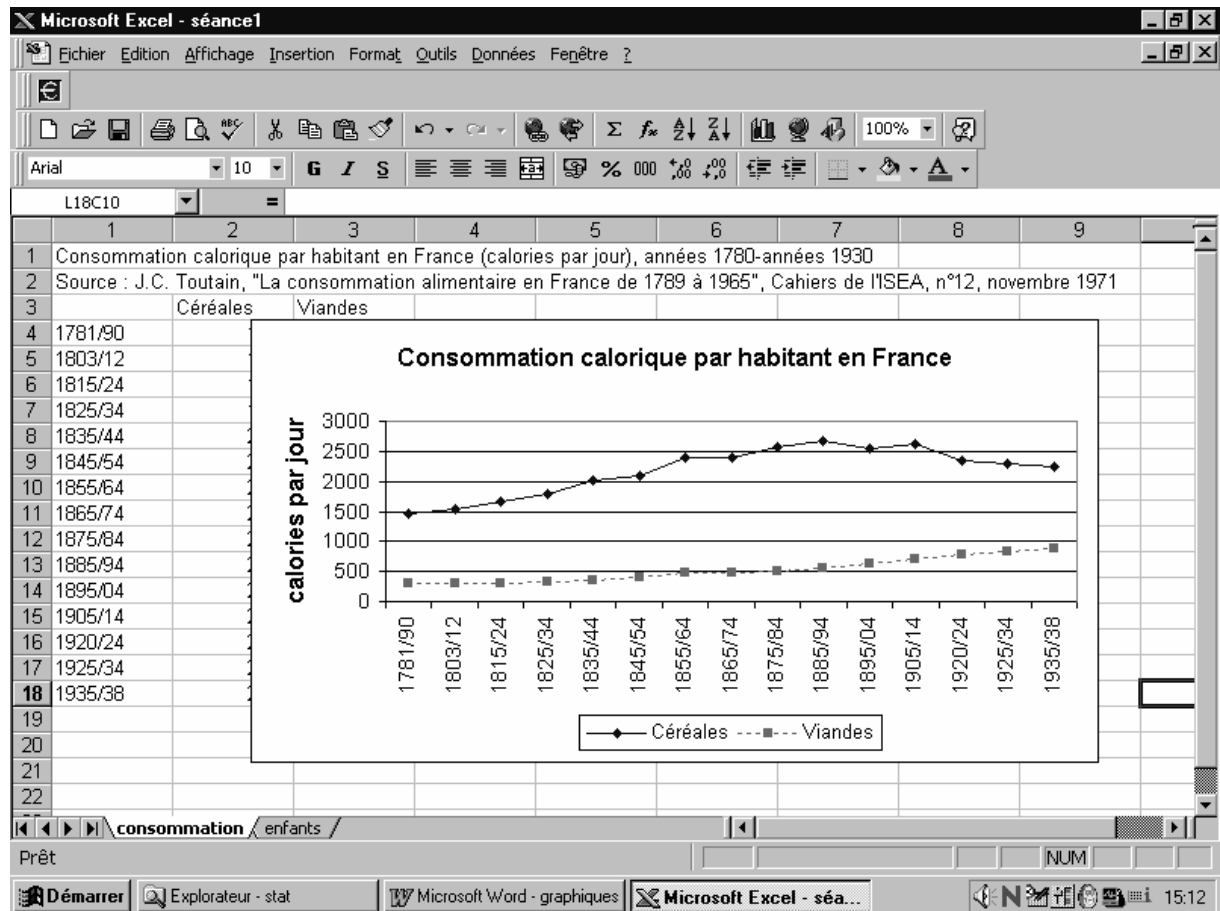 Microsoft Excel - séance1
Fichier Edition Affichage Insertion Format Outils Données Fenêtre ?
€
ABC Σ fx A Z Z A 100%
Arial 10 G I S % 000 A
L18C10 =
1 2 3 4 5 6 7 8 9
1 Consommation calorique par habitant en France (calories par jour), années 1780-années 1930
2 Source : J.C. Toutain, "La consommation alimentaire en France de 1789 à 1965", Cahiers de l'ISEA, n°12, novembre 1971
3 Céréales Viandes
4 1781/90
5 1803/12
6 1815/24
7 1825/34
8 1835/44
9 1845/54
10 1855/64
11 1865/74
12 1875/84
13 1885/94
14 1895/04
15 1905/14
16 1920/24
17 1925/34
18 1935/38
19
20
21
22
Consommation calorique par habitant en France
calories par jour
3000
2500
2000
1500
1000
500
0
1781/90 1803/12 1815/24 1825/34 1835/44 1845/54 1855/64 1865/74 1875/84 1885/94 1895/04 1905/14 1920/24 1925/34 1935/38
Céréales Viandes
consommation enfants
Prêt NUM
Démarrer Explorateur - stat Microsoft Word - graphiques Microsoft Excel - séa... 15:12